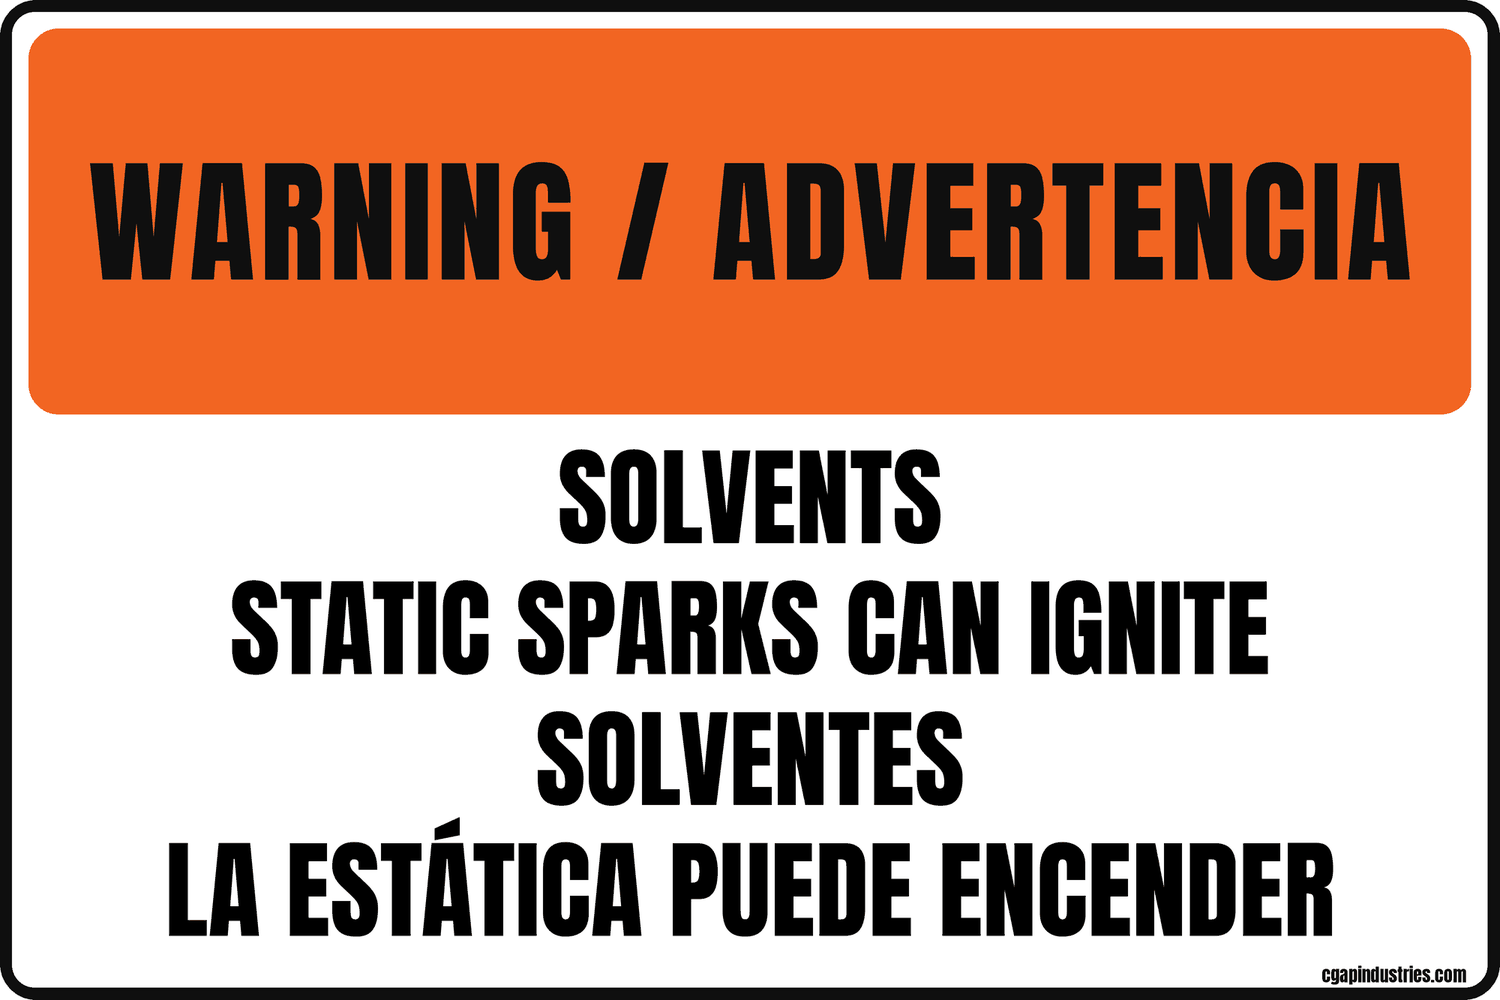 WARNING / ADVERTENCIA
SOLVENTS
STATIC SPARKS CAN IGNITE
SOLVENTES
LA ESTÁTICA PUEDE ENCENDER
cgapindustries.com